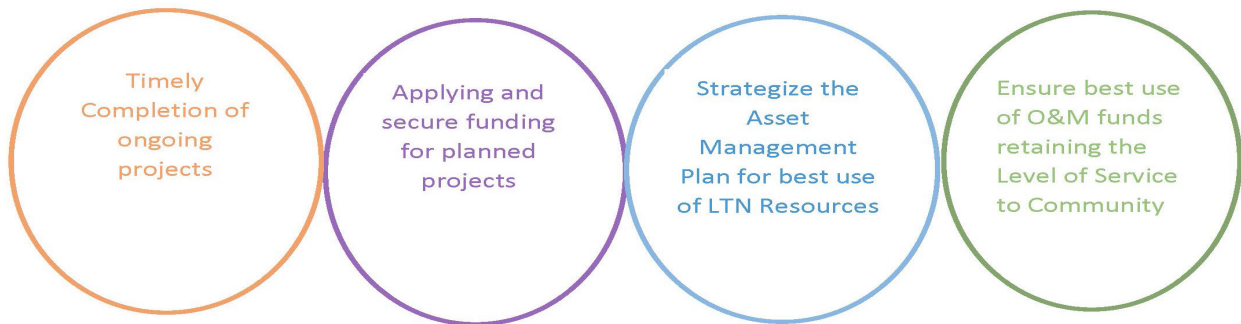 Timely
Completion of
ongoing
projects
Applying and
secure funding
for planned
projects
Strategize the
Asset
Management
Plan for best use
of LTN Resources
Ensure best use
of O&M funds
retaining the
Level of Service
to Community